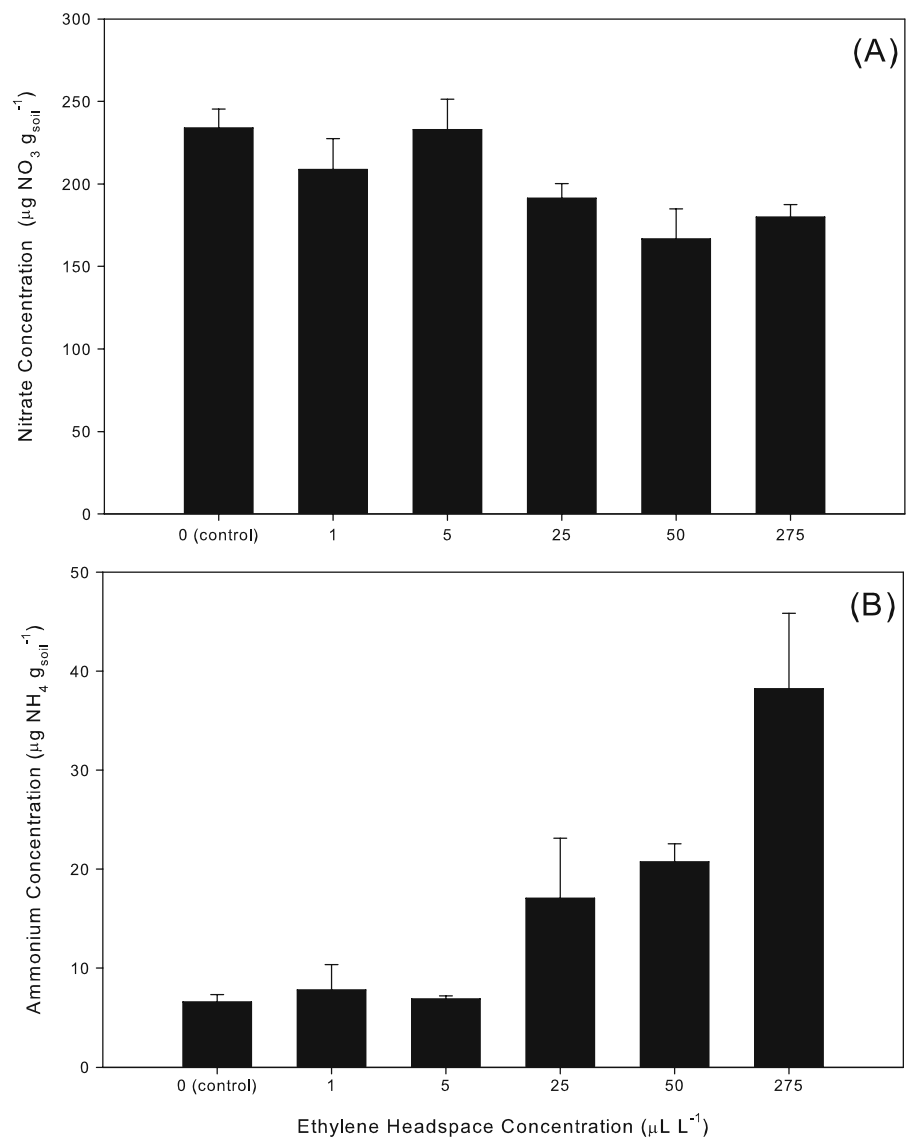 300
(A)
250
200
150
100
50
0
Nitrate Concentration (μg NO₃ g_soil⁻¹)
0 (control) 1 5 25 50 275
50
(B)
40
30
20
10
0
Ammonium Concentration (μg NH₄ g_soil⁻¹)
0 (control) 1 5 25 50 275
Ethylene Headspace Concentration (μL L⁻¹)